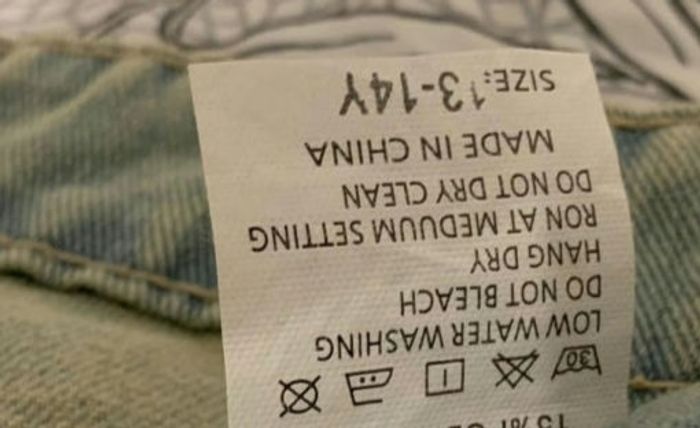 30
LOW WATER WASHING
DO NOT BLEACH
HANG DRY
RON AT MEDUUM SETTING
DO NOT DRY CLEAN
MADE IN CHINA
SIZE: 13-14Y